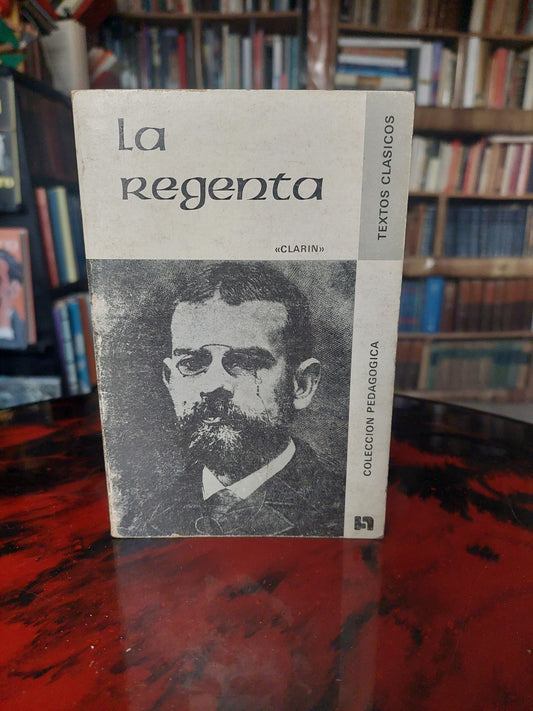 La
Regenta
«CLARIN»
TEXTOS CLASICOS
COLECCION PEDAGOGICA